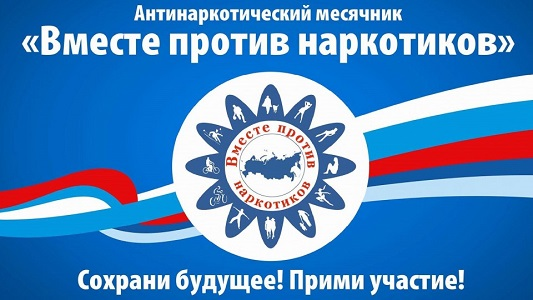 Антинаркотический месячник
«Вместе против наркотиков»
Вместе против
наркотиков
Сохрани будущее! Прими участие!